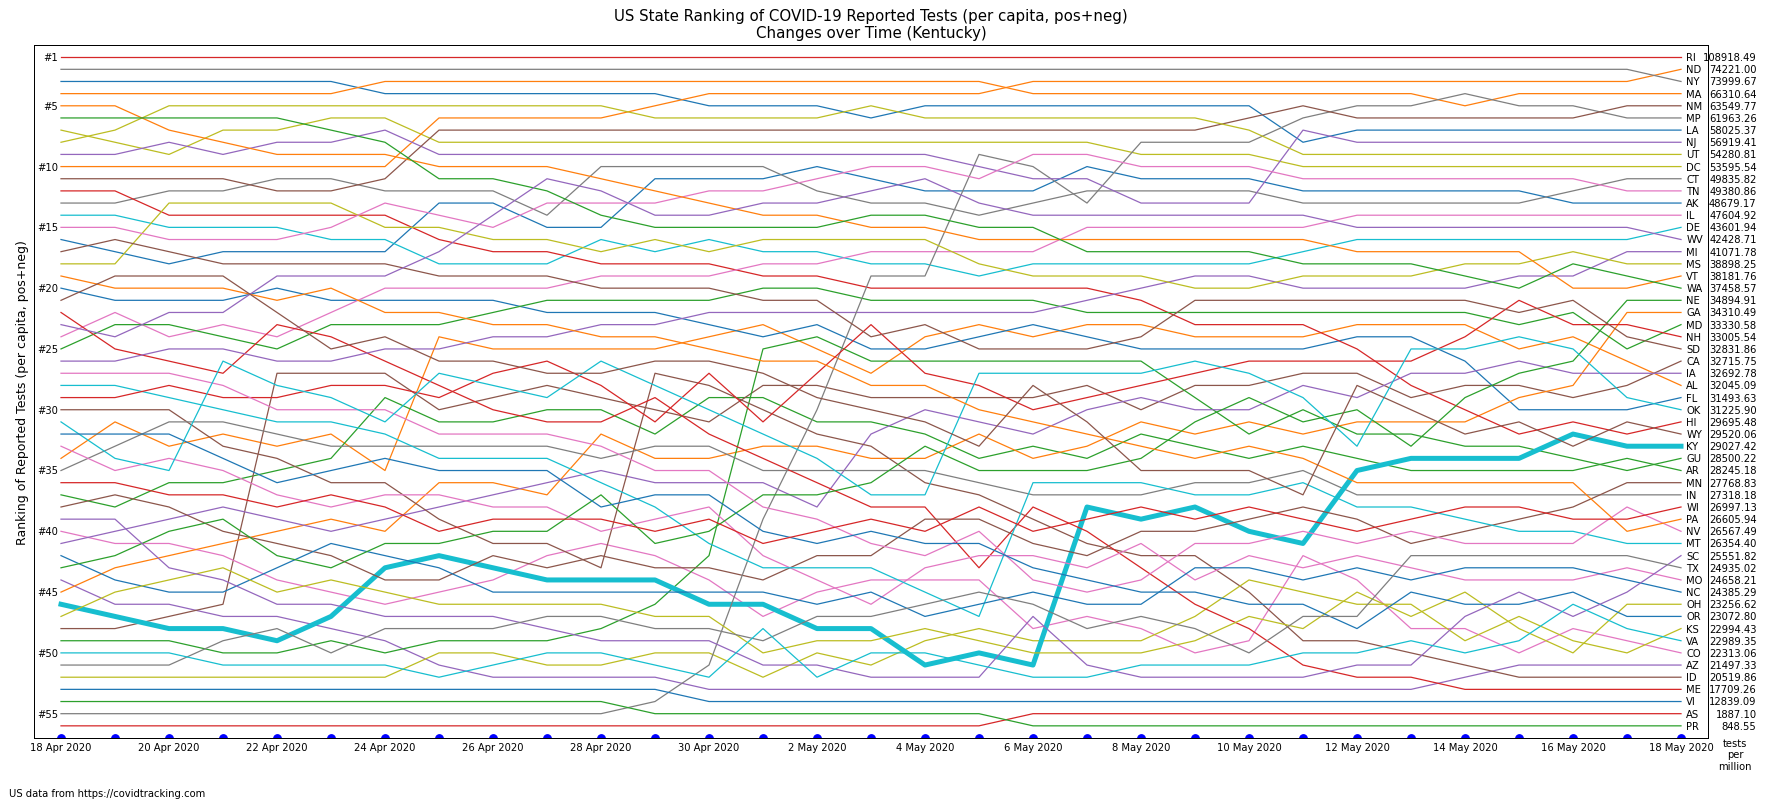 US State Ranking of COVID-19 Reported Tests (per capita, pos+neg)
Changes over Time (Kentucky)
Ranking of Reported Tests (per capita, pos+neg)
#1
#5
#10
#15
#20
#25
#30
#35
#40
#45
#50
#55
RI 108918.49
ND 74221.00
NY 73999.67
MA 66310.64
NM 63549.77
MP 61963.26
LA 58025.37
NJ 56919.41
UT 54280.81
DC 53595.54
CT 49835.82
TN 49380.86
AK 48679.17
IL 47604.92
DE 43601.94
WV 42428.71
MI 41071.78
MS 38898.25
VT 38181.76
WA 37458.57
NE 34894.91
GA 34310.49
MD 33330.58
NH 33005.54
SD 32831.86
CA 32715.75
IA 32692.78
AL 32045.09
FL 31493.63
OK 31225.90
HI 29695.48
WY 29520.06
KY 29027.42
GU 28500.22
AR 28245.18
MN 27768.83
IN 27318.18
WI 26997.13
PA 26605.94
NV 26567.49
MT 26354.40
SC 25551.82
TX 24935.02
MO 24658.21
NC 24385.29
OH 23256.62
OR 23072.80
KS 22994.43
VA 22989.35
CO 22313.06
AZ 21497.33
ID 20519.86
ME 17709.26
VI 12839.09
AS 1887.10
PR 848.55
18 Apr 2020 20 Apr 2020 22 Apr 2020 24 Apr 2020 26 Apr 2020 28 Apr 2020 30 Apr 2020 2 May 2020 4 May 2020 6 May 2020 8 May 2020 10 May 2020 12 May 2020 14 May 2020 16 May 2020 18 May 2020
tests
per
million
US data from https://covidtracking.com